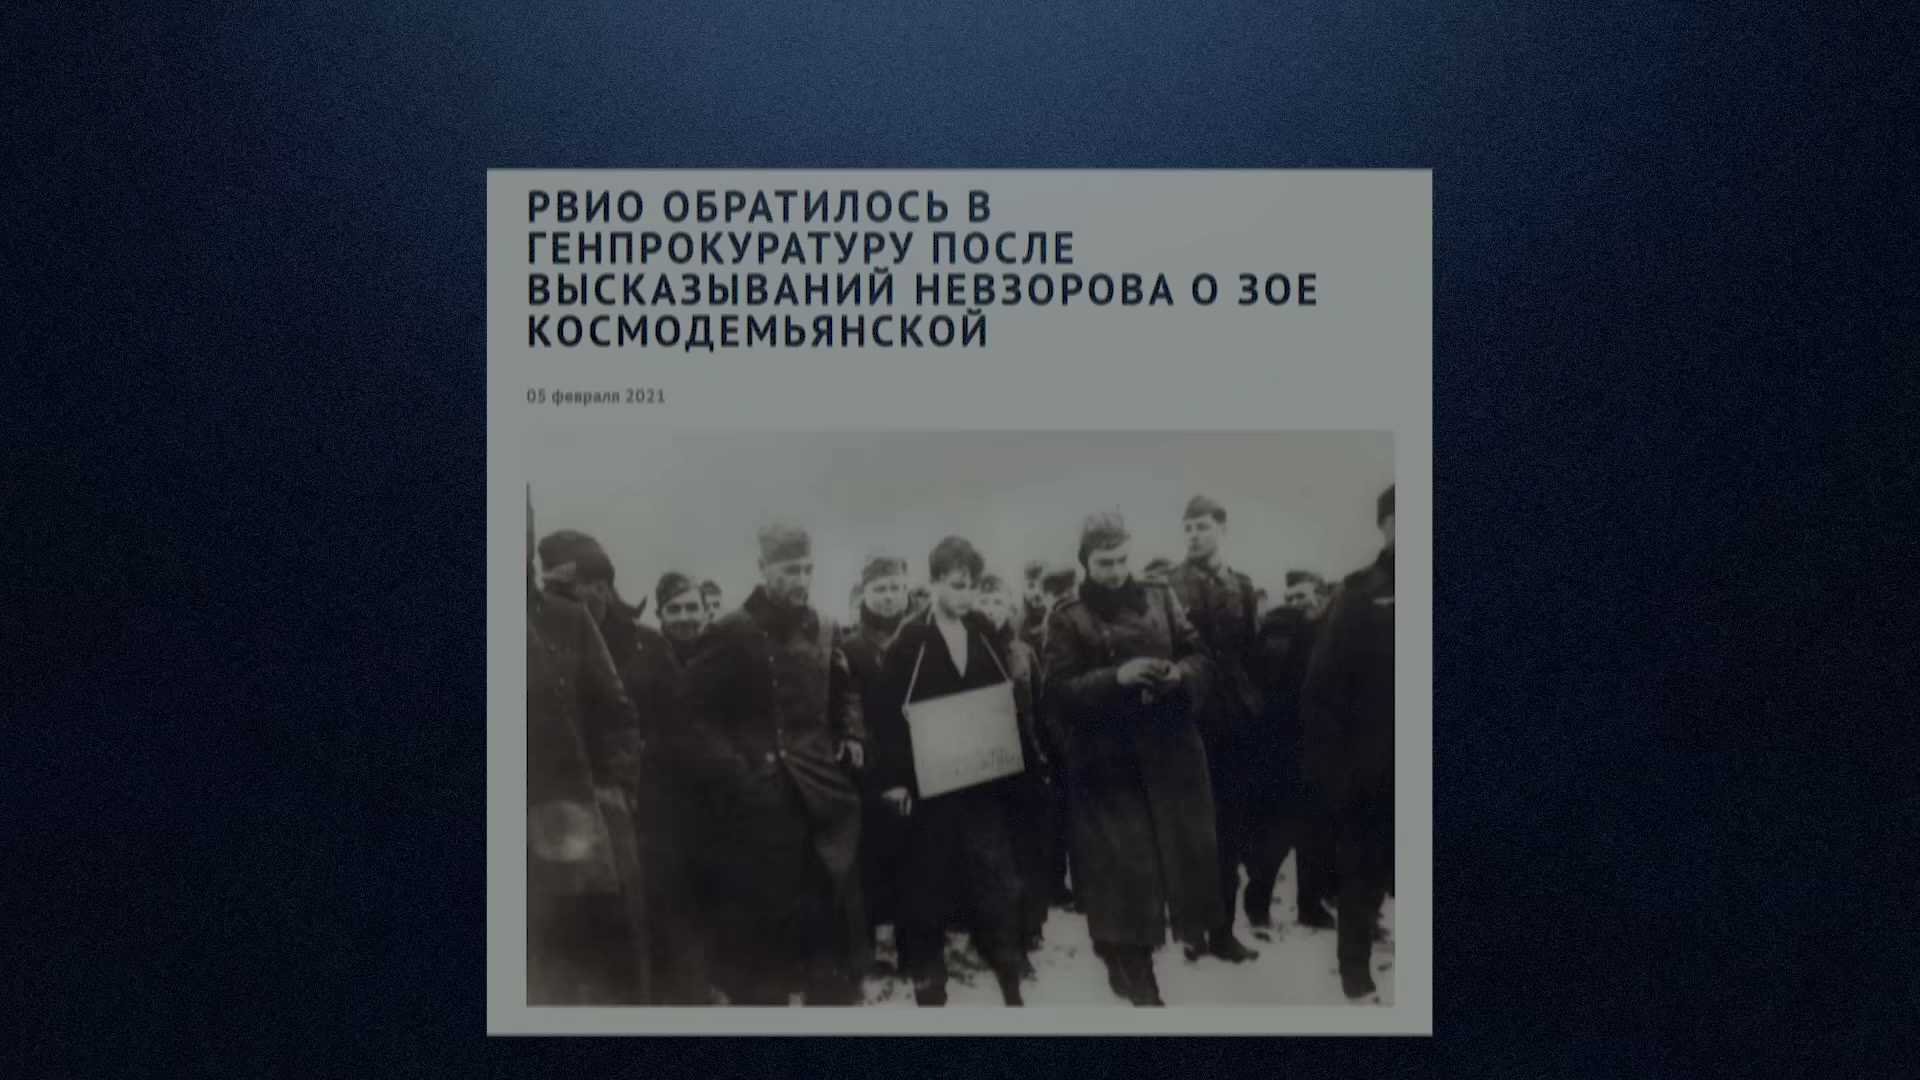 РВИО ОБРАТИЛОСЬ В
ГЕНПРОКУРАТУРУ ПОСЛЕ
ВЫСКАЗЫВАНИЙ НЕВЗОРОВА О ЗОЕ
КОСМОДЕМЬЯНСКОЙ
05 февраля 2021